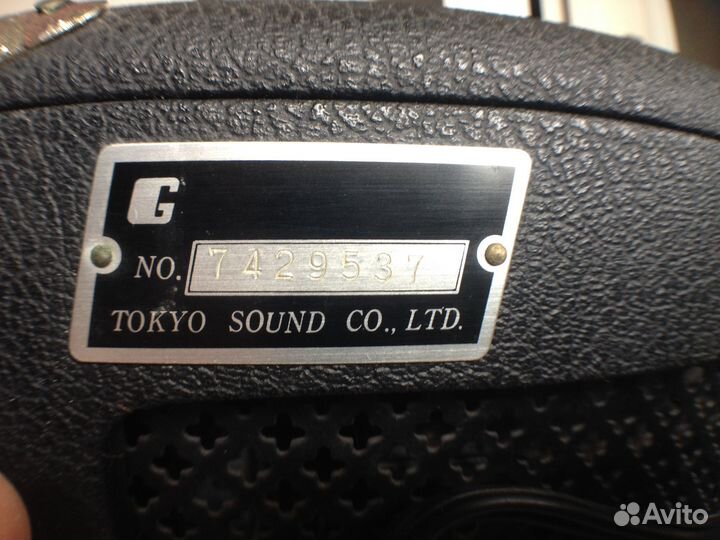 G
NO. 7429537
TOKYO SOUND CO., LTD.
Avito